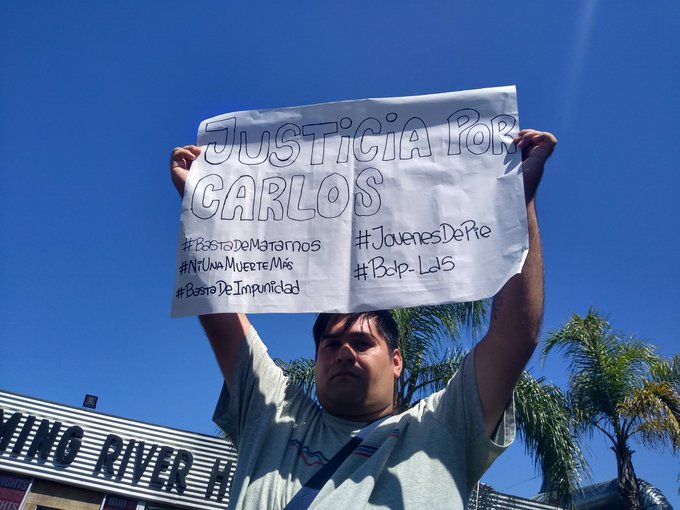 JUSTICIA POR
CARLOS
#BastaDeMatarnos
#NiUnaMuerteMás
#BastaDeImpunidad
#JovenesDePie
#Bdp-Lds
MING RIVER H